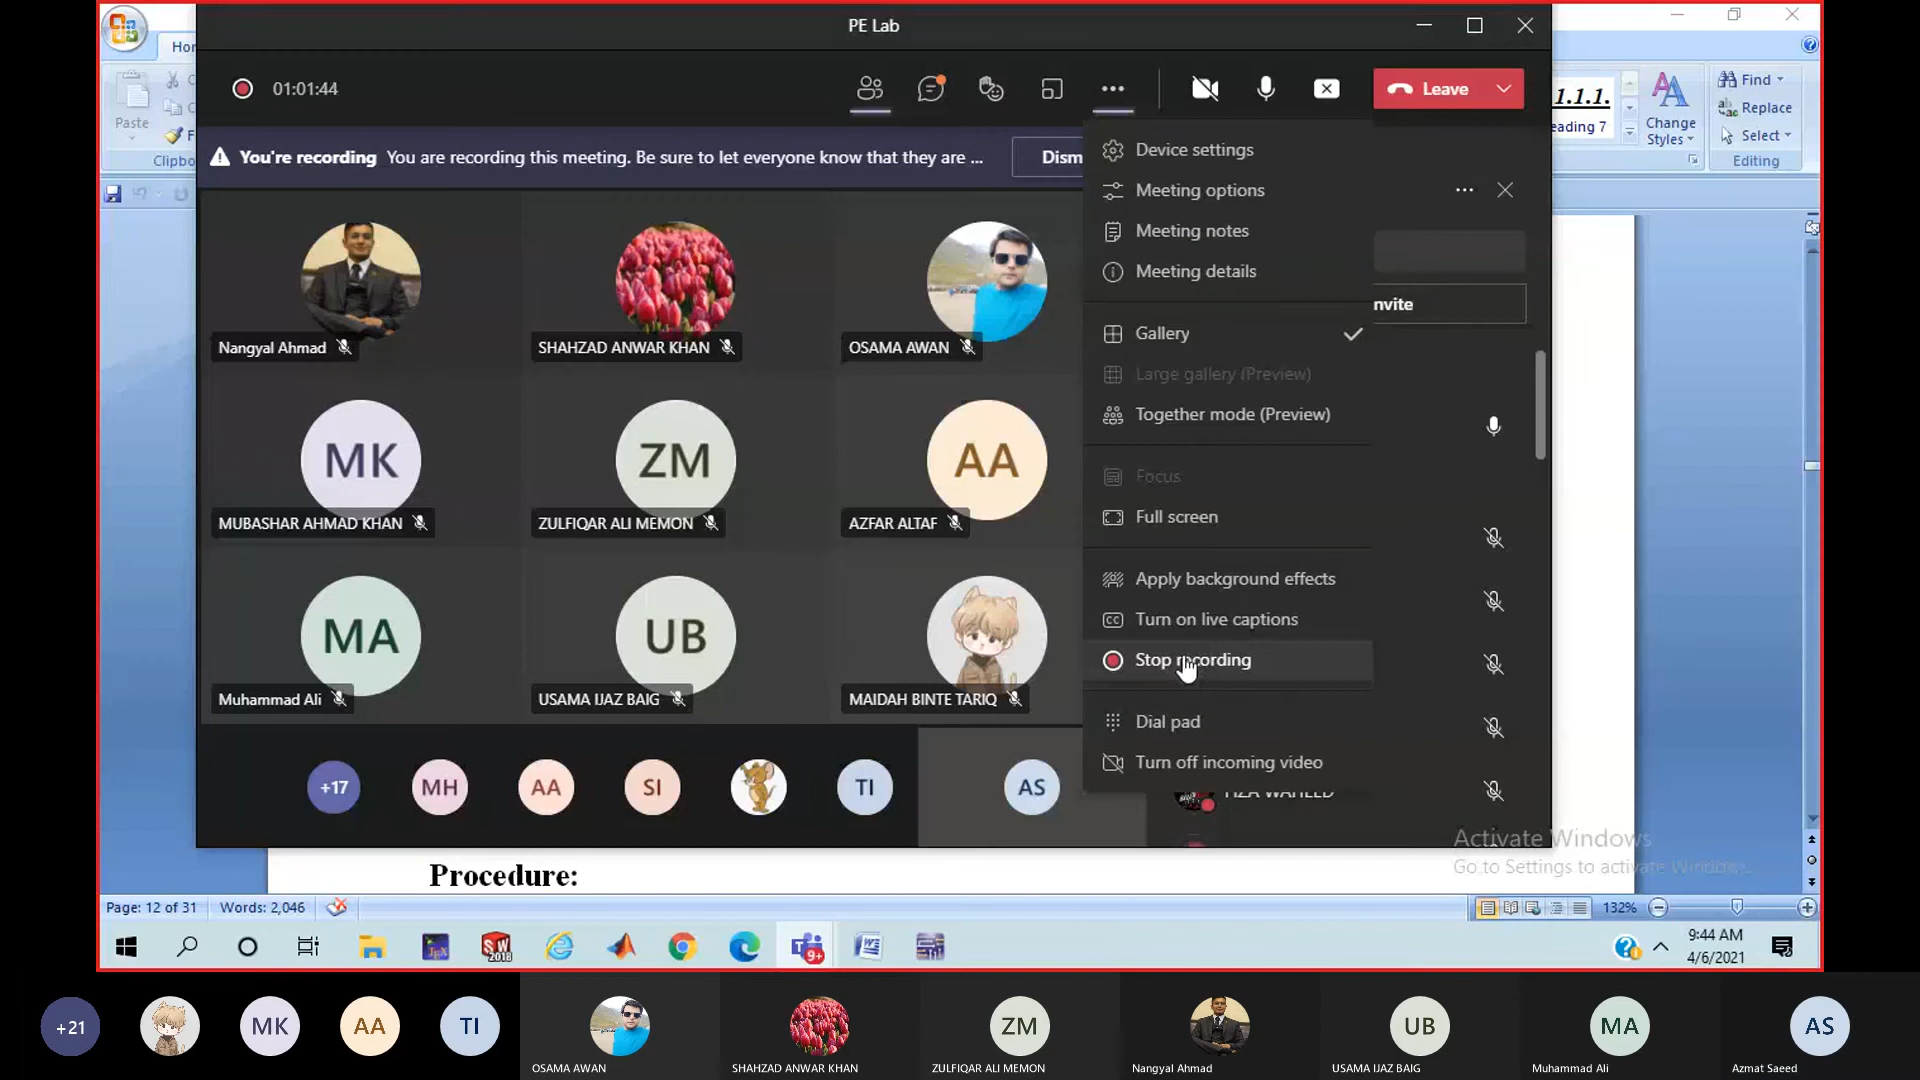 PE Lab
Hor
01:01:44
Leave
1.1.1.
eading 7
Change
Styles
Find
Replace
Select
Editing
Paste
Clipbo
You're recording You are recording this meeting. Be sure to let everyone know that they are ...
Dism
Device settings
Meeting options
Meeting notes
Meeting details
nvite
Gallery
Large gallery (Preview)
Together mode (Preview)
Focus
Full screen
Apply background effects
CC Turn on live captions
Stop recording
Dial pad
Turn off incoming video
Nangyal Ahmad
SHAHZAD ANWAR KHAN
OSAMA AWAN
MK
ZM
AA
MUBASHAR AHMAD KHAN
ZULFIQAR ALI MEMON
AZFAR ALTAF
MA
UB
Muhammad Ali
USAMA IJAZ BAIG
MAIDAH BINTE TARIQ
+17
MH
AA
SI
TI
AS
Activate Windows
Go to Settings to activate Windows.
Procedure:
Page: 12 of 31
Words: 2,046
132%
SW
2018
9+
9:44 AM
4/6/2021
+21
MK
AA
TI
ZM
UB
MA
AS
OSAMA AWAN
SHAHZAD ANWAR KHAN
ZULFIQAR ALI MEMON
Nangyal Ahmad
USAMA IJAZ BAIG
Muhammad Ali
Azmat Saeed